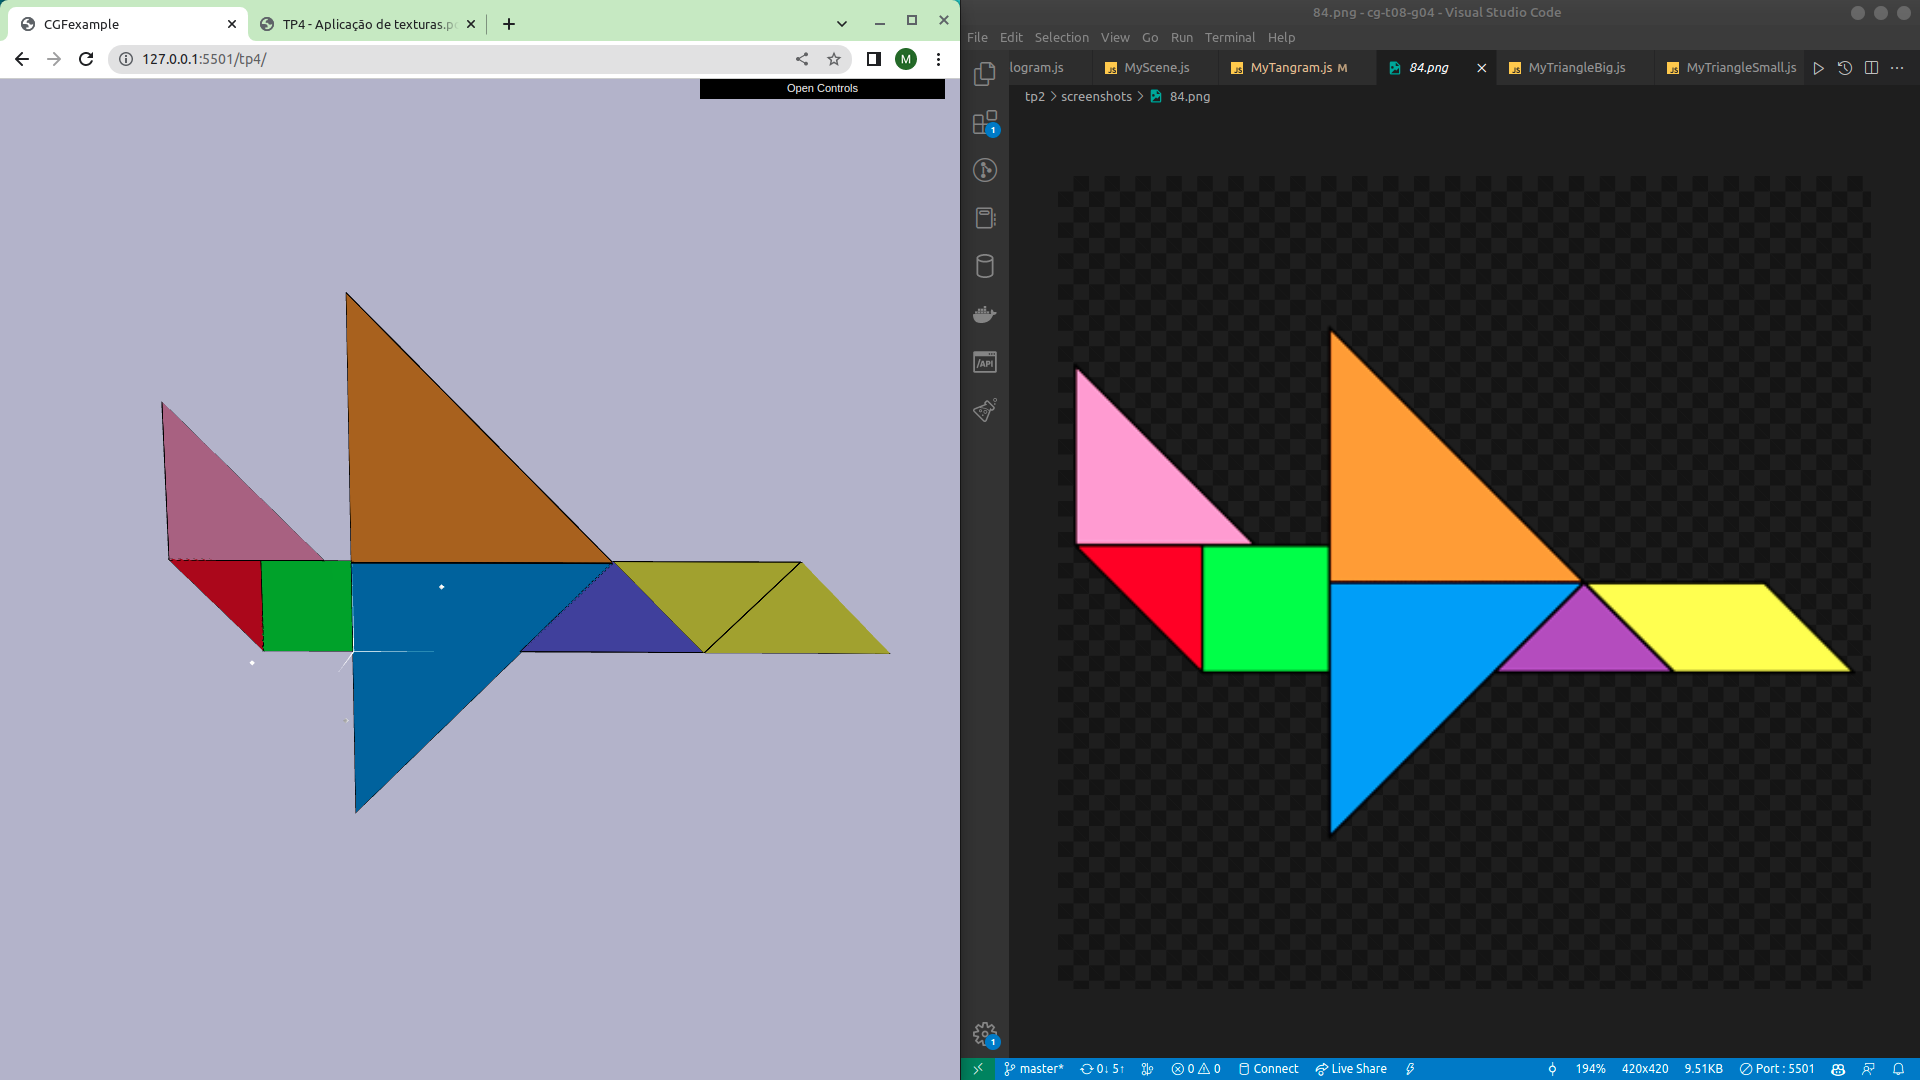 CGFexample
TP4 - Aplicação de texturas.p
127.0.0.1:5501/tp4/
M
Open Controls
84.png - cg-t08-g04 - Visual Studio Code
File Edit Selection View Go Run Terminal Help
logram.js
MyScene.js
MyTangram.js M
84.png
MyTriangleBig.js
MyTriangleSmall.js
tp2 > screenshots > 84.png
1
/API
1
master* 0↓ 5↑ 0 0 Connect Live Share 194% 420x420 9.51KB Port : 5501